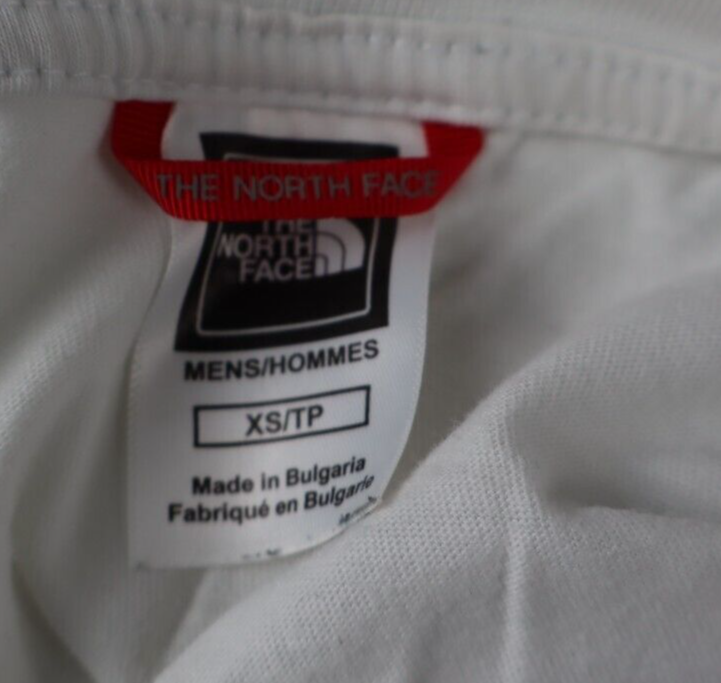 THE NORTH FACE
THE
NORTH
FACE
MENS/HOMMES
XS/TP
Made in Bulgaria
Fabriqué en Bulgarie